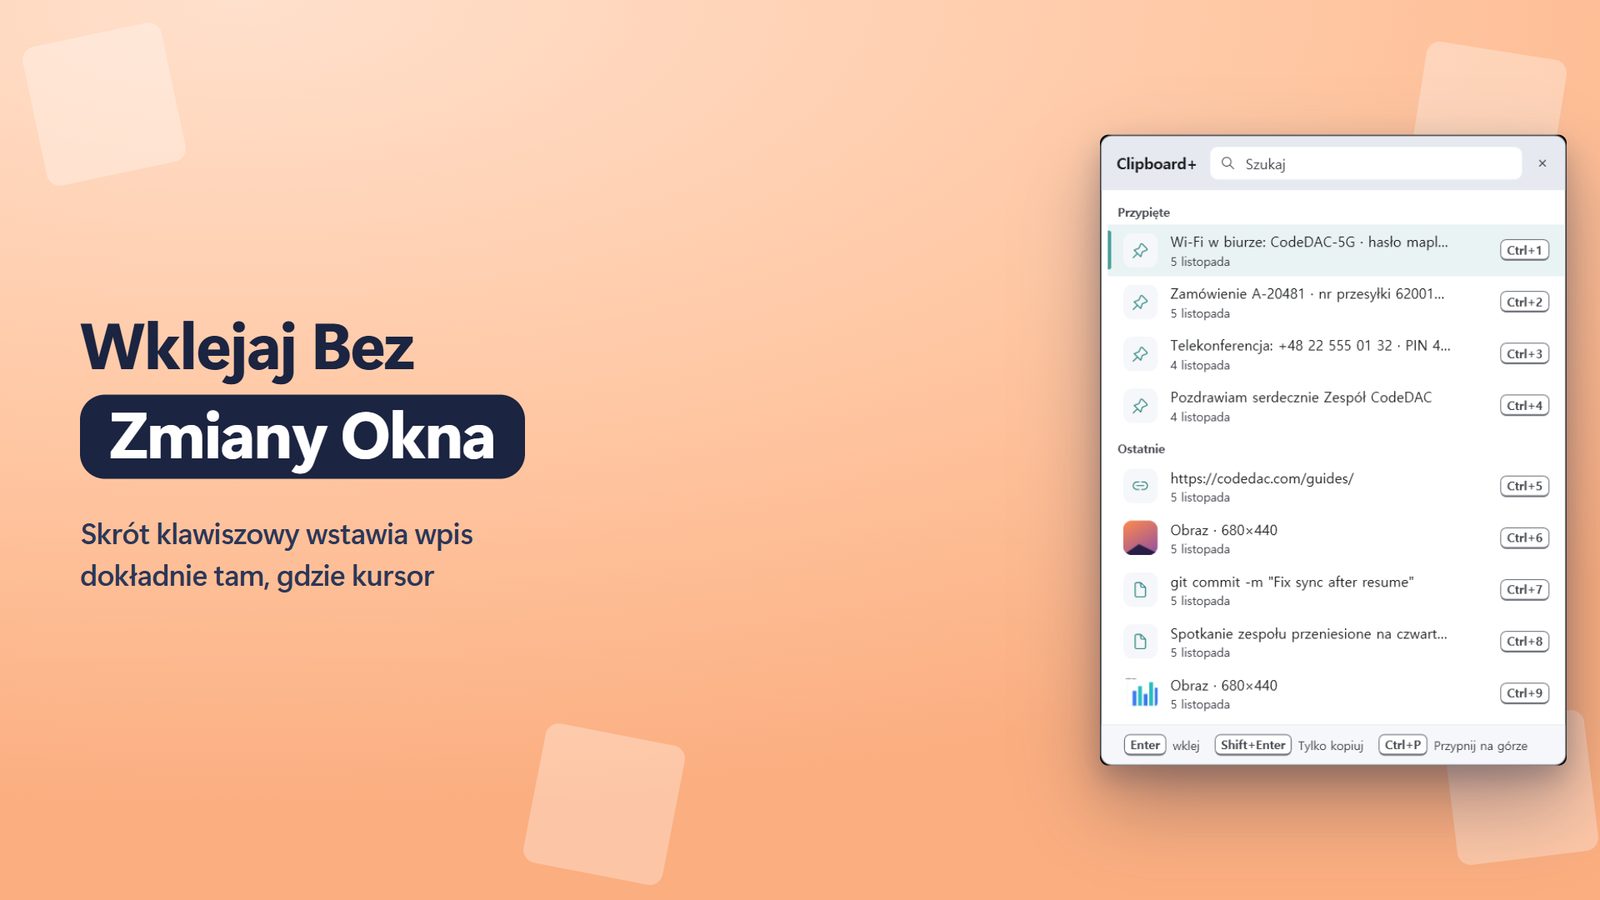 Wklejaj Bez
Zmiany Okna
Skrót klawiszowy wstawia wpis
dokładnie tam, gdzie kursor
Clipboard+
Szukaj
×
Przypięte
Wi-Fi w biurze: CodeDAC-5G · hasło mapl...
5 listopada
Ctrl+1
Zamówienie A-20481 · nr przesyłki 62001...
5 listopada
Ctrl+2
Telekonferencja: +48 22 555 01 32 · PIN 4...
4 listopada
Ctrl+3
Pozdrawiam serdecznie Zespół CodeDAC
4 listopada
Ctrl+4
Ostatnie
https://codedac.com/guides/
5 listopada
Ctrl+5
Obraz · 680×440
5 listopada
Ctrl+6
git commit -m "Fix sync after resume"
5 listopada
Ctrl+7
Spotkanie zespołu przeniesione na czwart...
5 listopada
Ctrl+8
Obraz · 680×440
5 listopada
Ctrl+9
Enter wklej Shift+Enter Tylko kopiuj Ctrl+P Przypnij na górze